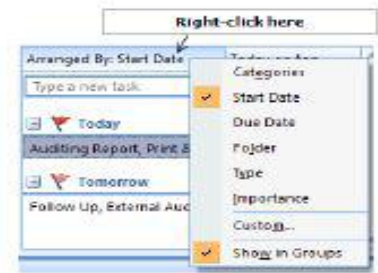 Right-click here
Arranged By: Start Date
Today on top
Type a new task
Today
Auditing Report, Print &
Tomorrow
Follow Up, External Aud
Categories
Start Date
Due Date
Folder
Type
Importance
Custom...
Show in Groups